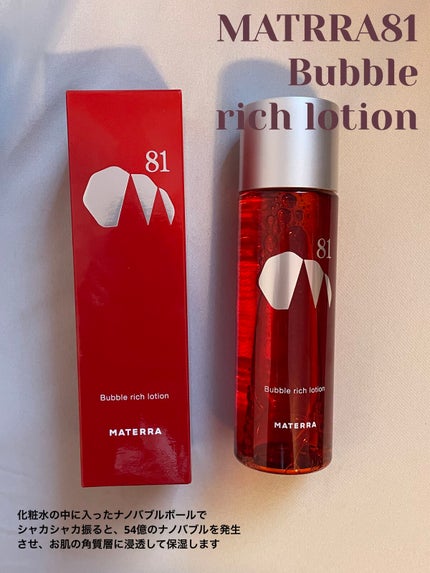 MATRRA81
Bubble
rich lotion
81
Bubble rich lotion
MATERRA
81
Bubble rich lotion
MATERRA
化粧水の中に入ったナノバブルボールで
シャカシャカ振ると、54億のナノバブルを発生
させ、お肌の角質層に浸透して保湿します